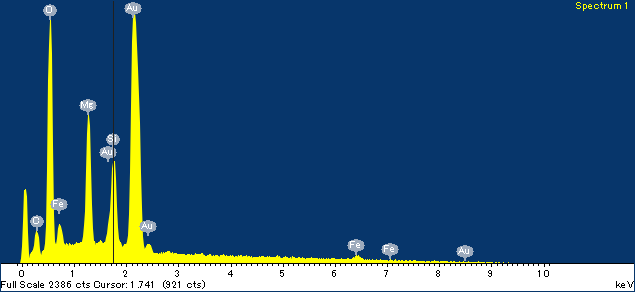 Spectrum 1
O
Au
Mg
Si
Au
Fe
O
Au
Fe
Fe
Au
0 1 2 3 4 5 6 7 8 9 10
Full Scale 2386 cts Cursor: 1.741 (921 cts) keV